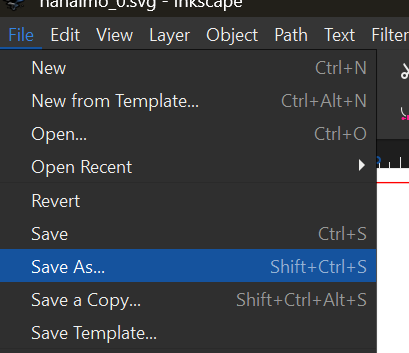 nanaimo_0.svg - Inkscape
File Edit View Layer Object Path Text Filter
New Ctrl+N
New from Template... Ctrl+Alt+N
Open... Ctrl+O
Open Recent
Revert
Save Ctrl+S
Save As... Shift+Ctrl+S
Save a Copy... Shift+Ctrl+Alt+S
Save Template...